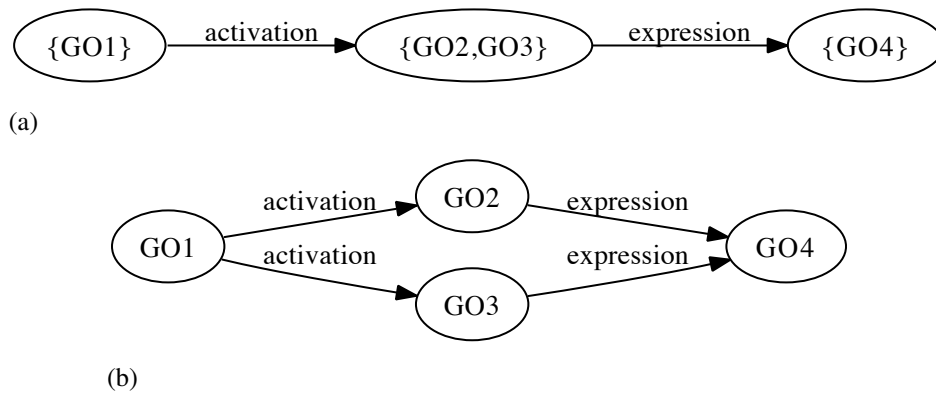 {GO1} activation {GO2,GO3} expression {GO4}
(a)
activation GO2 expression
GO1 GO4
activation expression
GO3
(b)